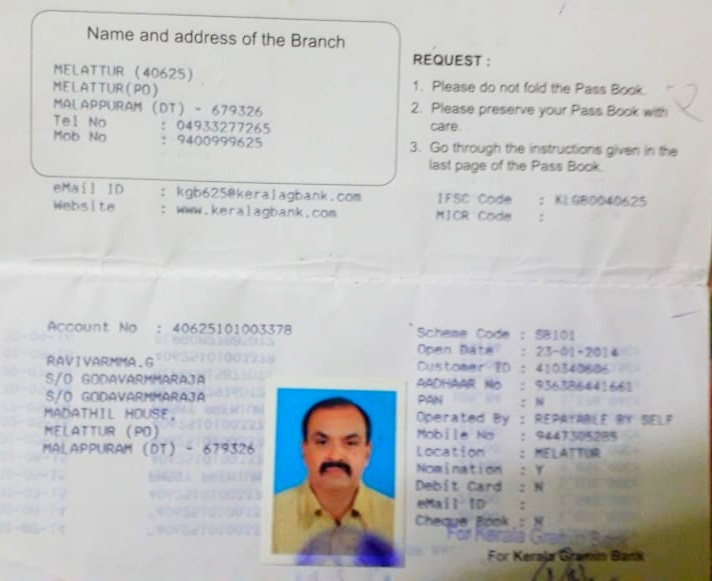 Name and address of the Branch
MELATTUR (40625)
MELATTUR(PO)
MALAPPURAM (DT) - 679326
Tel No : 04933277265
Mob No : 9400999625
eMail ID : kgb625@keralagbank.com
Website : www.keralagbank.com
REQUEST :
1. Please do not fold the Pass Book.
2. Please preserve your Pass Book with
care.
3. Go through the instructions given in the
last page of the Pass Book.
IFSC Code : KLGB0040625
MICR Code :
Account No : 40625101003378
RAVIVARMMA.G
S/O GODAVARMMARAJA
S/O GODAVARMMARAJA
MADATHIL HOUSE,
MELATTUR (PO)
MALAPPURAM (DT) - 679326
Scheme Code : SB101
Open Date : 23-01-2014
Customer ID : 410340606
AADHAAR No : 936386441661
PAN : N
Operated By : REPAYABLE BY SELF
Mobile No : 9447305285
Location : MELATTUR
Nomination : Y
Debit Card : N
eMail ID :
Cheque Book : N
For Kerala Gramin Bank
For Kerala Gramin Bank